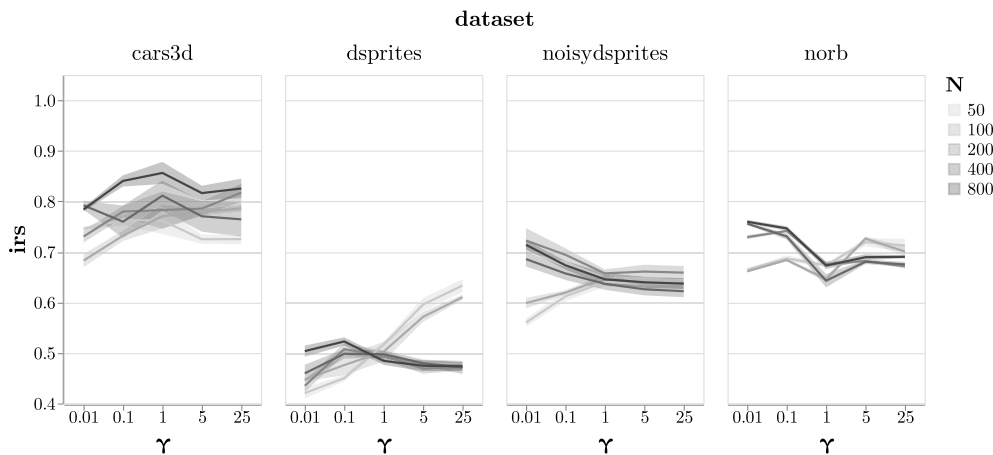 dataset
cars3d dsprites noisydsprites norb
irs
1.0
0.9
0.8
0.7
0.6
0.5
0.4
0.01 0.1 1 5 25 0.01 0.1 1 5 25 0.01 0.1 1 5 25 0.01 0.1 1 5 25
γ γ γ γ
N
50
100
200
400
800